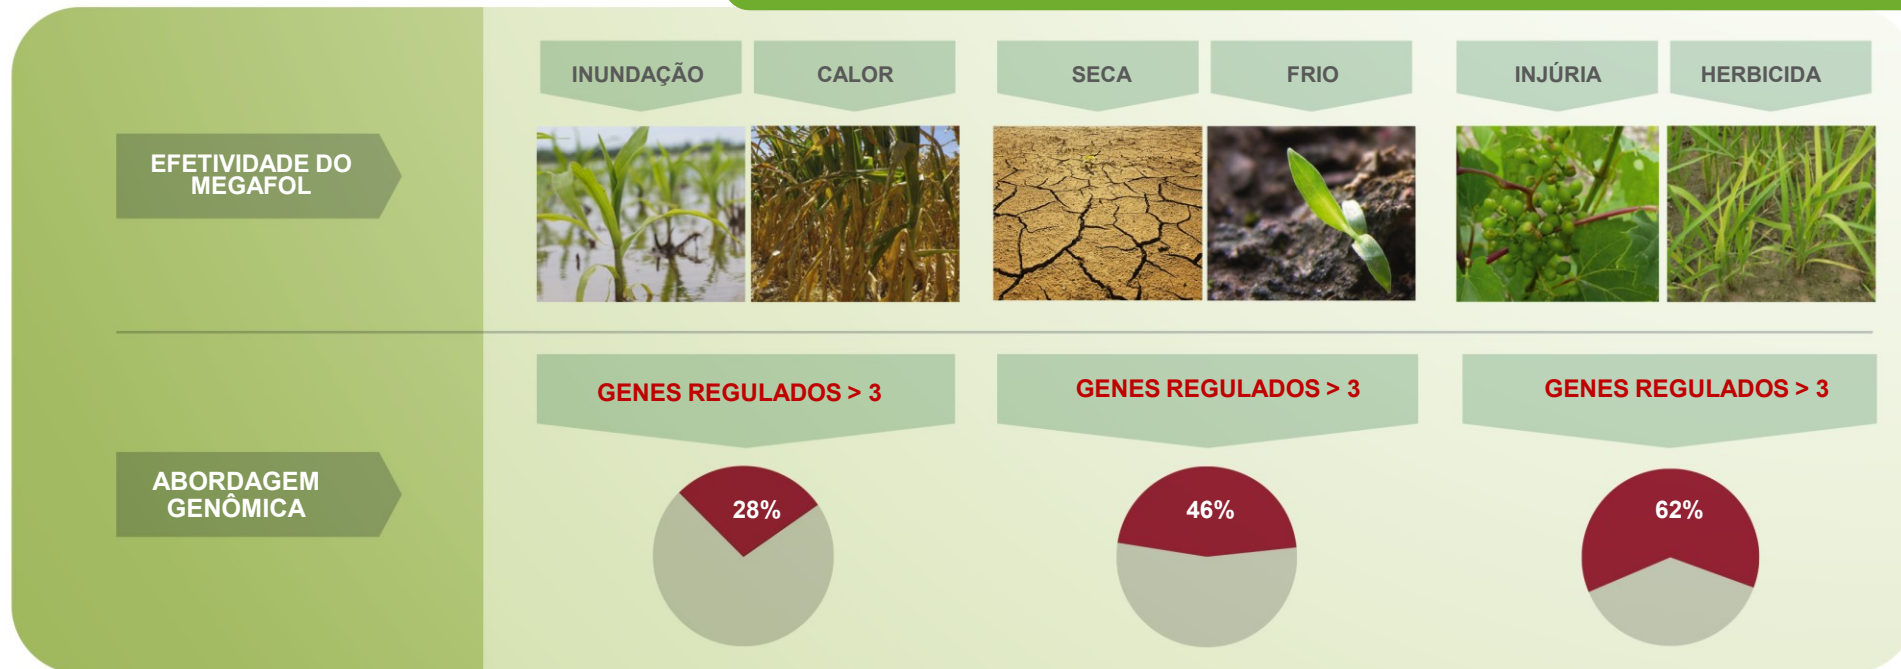 INUNDAÇÃO
CALOR
SECA
FRIO
INJÚRIA
HERBICIDA
EFETIVIDADE DO
MEGAFOL
GENES REGULADOS > 3
GENES REGULADOS > 3
GENES REGULADOS > 3
ABORDAGEM
GENÔMICA
28%
46%
62%